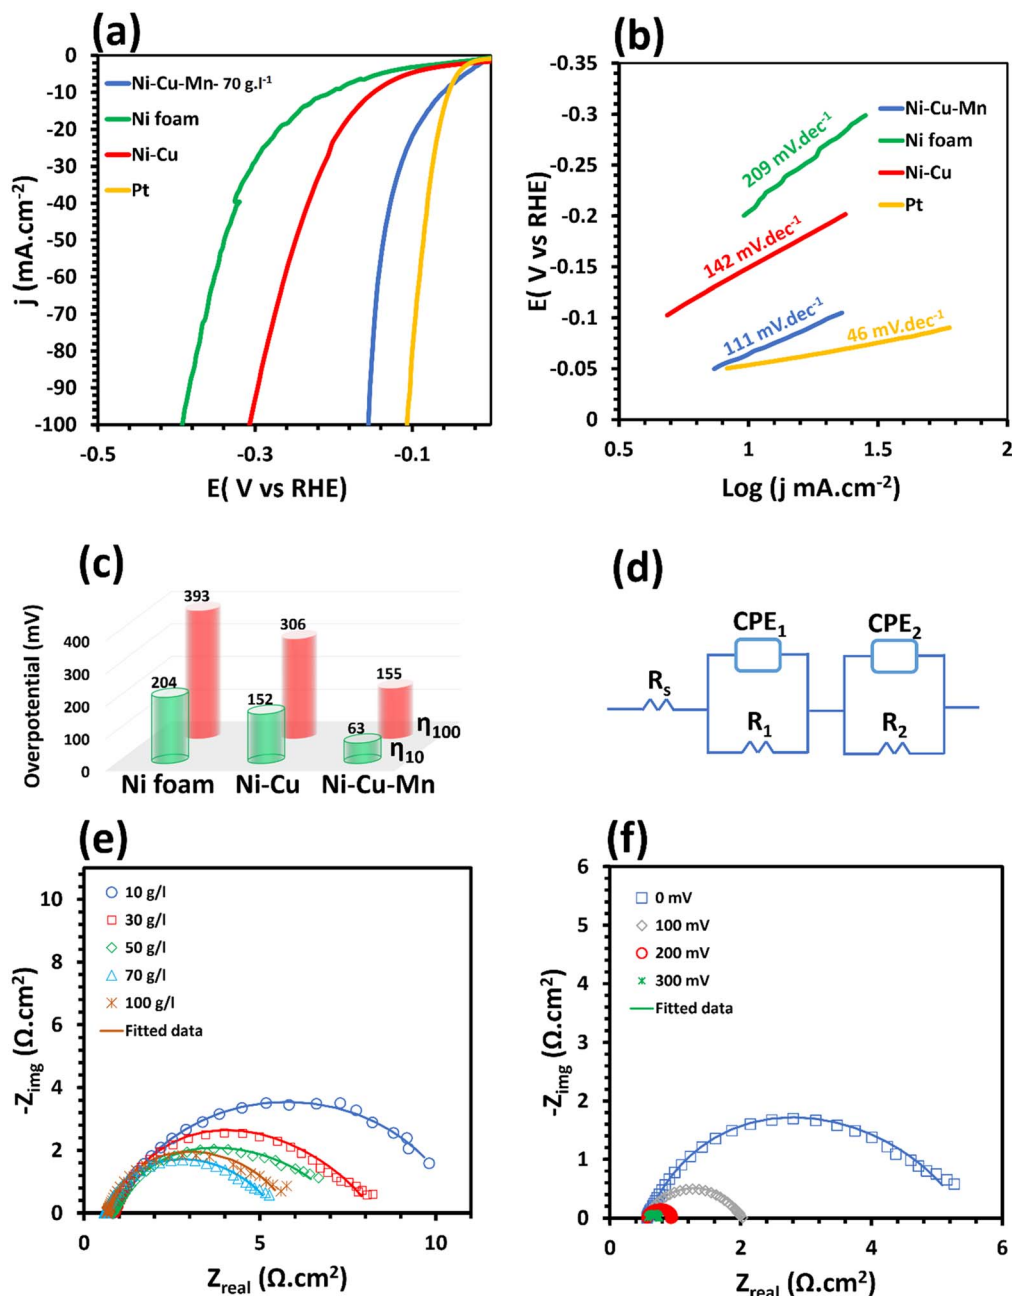 (a)
0
-10
-20
-30
-40
-50
-60
-70
-80
-90
-100
j (mA.cm⁻²)
Ni-Cu-Mn- 70 g.l⁻¹
Ni foam
Ni-Cu
Pt
-0.5
-0.3
-0.1
E( V vs RHE)
(b)
-0.35
-0.3
-0.25
-0.2
-0.15
-0.1
-0.05
0
E( V vs RHE)
209 mV.dec⁻¹
142 mV.dec⁻¹
111 mV.dec⁻¹
46 mV.dec⁻¹
Ni-Cu-Mn
Ni foam
Ni-Cu
Pt
0.5
1
1.5
2
Log (j mA.cm⁻²)
(c)
Overpotential (mV)
400
300
200
100
0
393
306
155
204
152
63
η₁₀₀
η₁₀
Ni foam
Ni-Cu
Ni-Cu-Mn
(d)
CPE₁
CPE₂
Rₛ
R₁
R₂
(e)
10
8
6
4
2
0
-Z_img (Ω.cm²)
10 g/l
30 g/l
50 g/l
70 g/l
100 g/l
Fitted data
0
5
10
Z_real (Ω.cm²)
(f)
6
5
4
3
2
1
0
-Z_img (Ω.cm²)
0 mV
100 mV
200 mV
300 mV
Fitted data
0
2
4
6
Z_real (Ω.cm²)